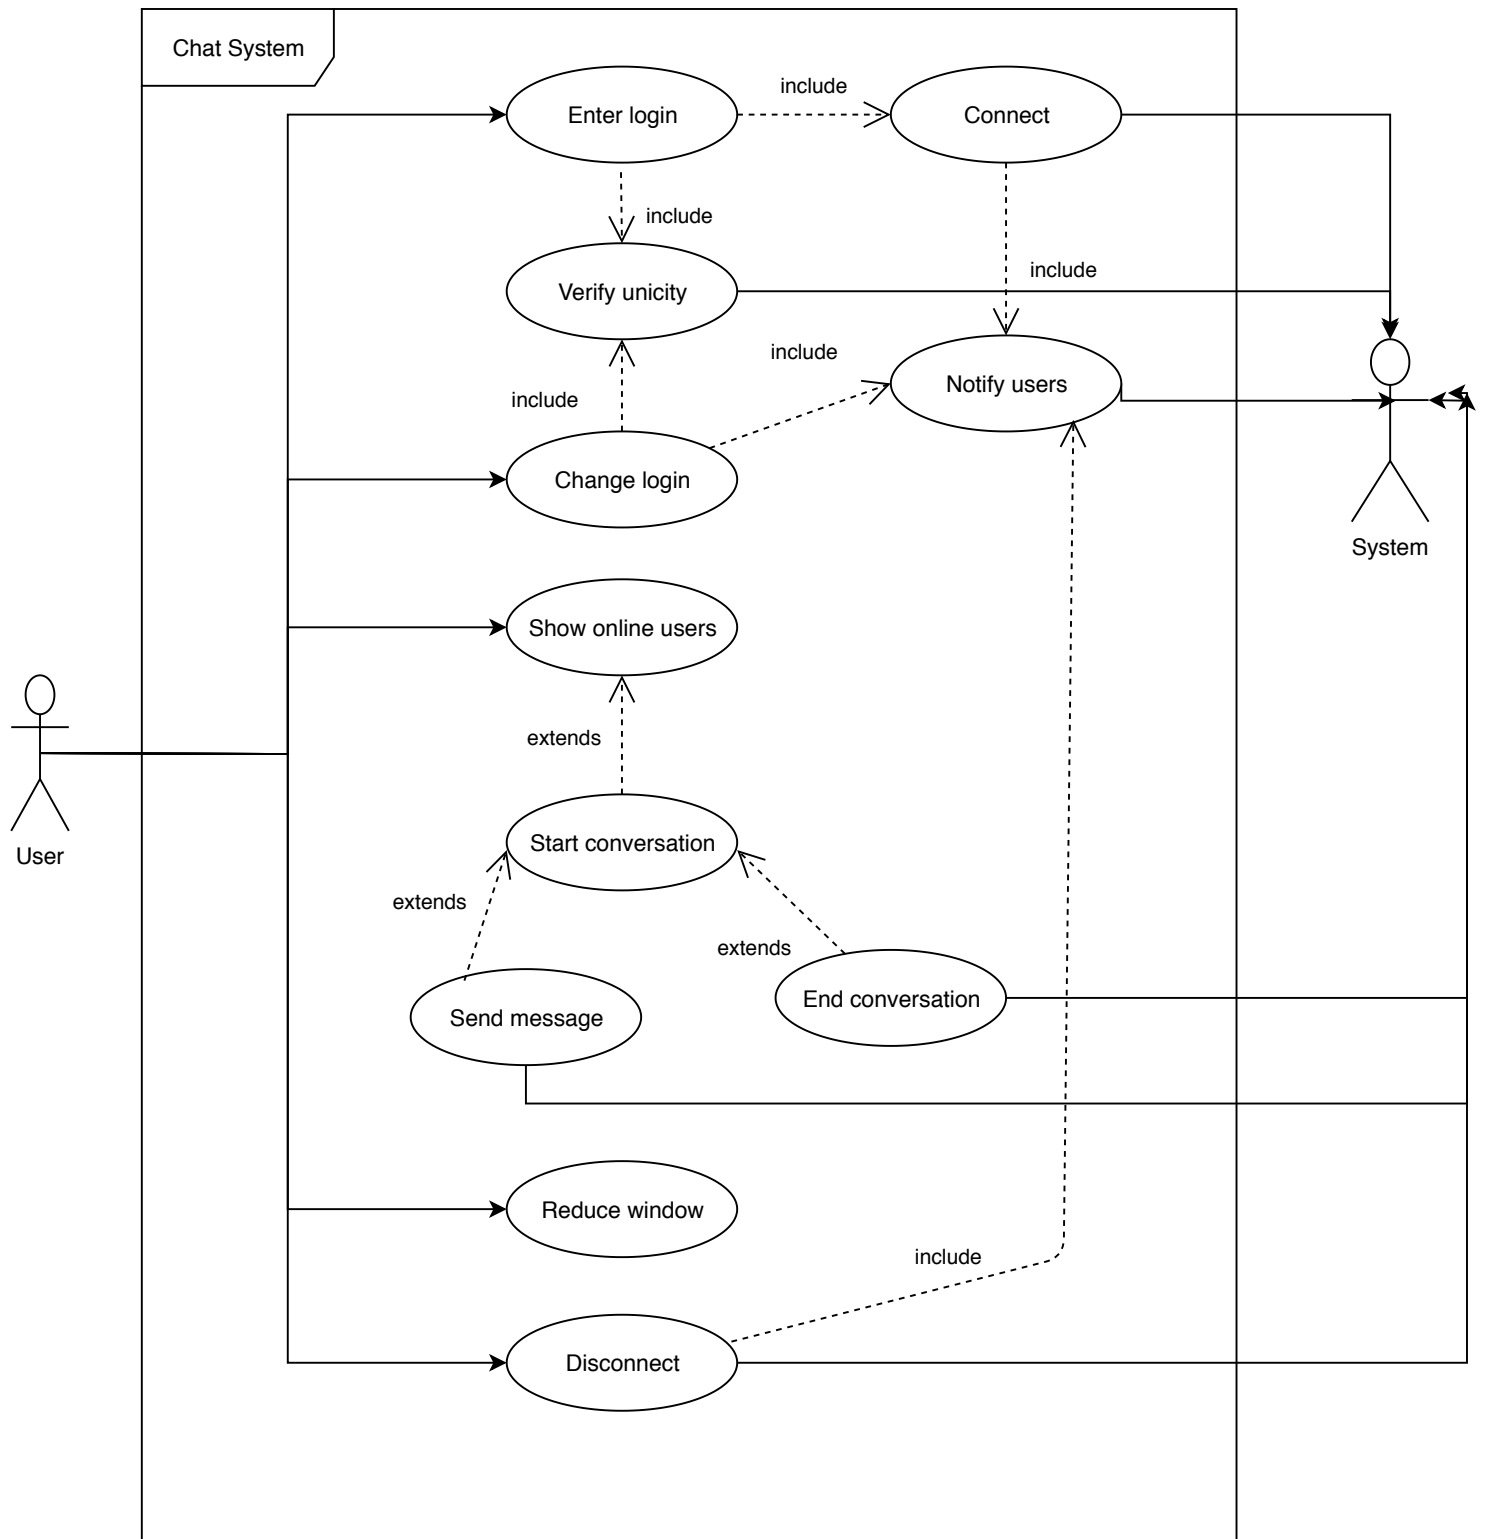 Chat System
Enter login
include
Connect
include
Verify unicity
include
include
include
Notify users
Change login
System
Show online users
extends
User
Start conversation
extends
extends
Send message
End conversation
Reduce window
include
Disconnect